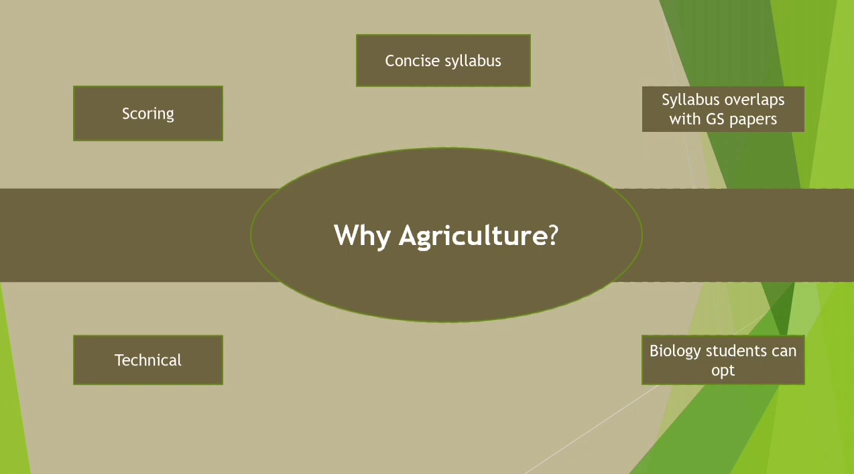 Concise syllabus
Scoring
Syllabus overlaps
with GS papers
Why Agriculture?
Technical
Biology students can
opt